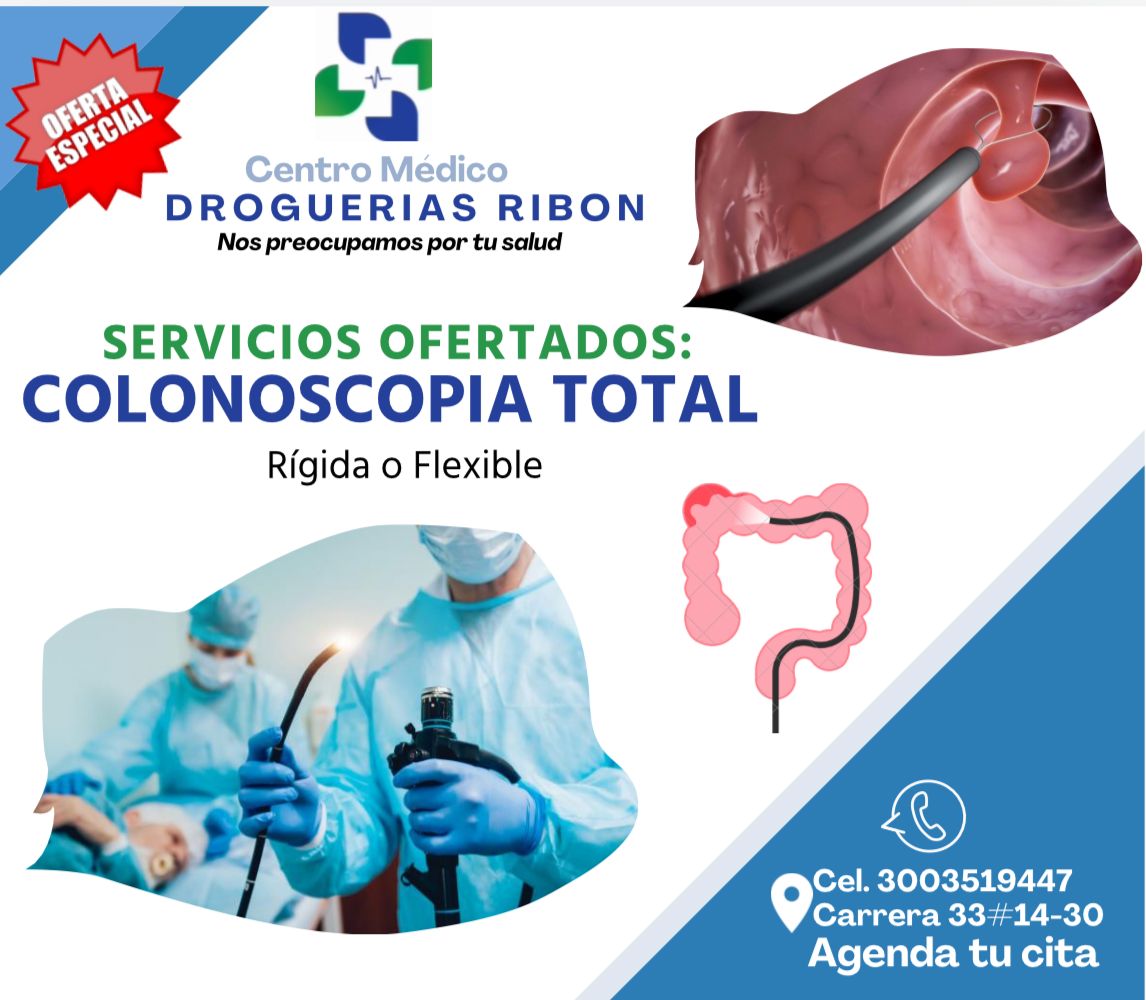 OFERTA
ESPECIAL
Centro Médico
DROGUERIAS RIBON
Nos preocupamos por tu salud
SERVICIOS OFERTADOS:
COLONOSCOPIA TOTAL
Rígida o Flexible
Cel. 3003519447
Carrera 33#14-30
Agenda tu cita